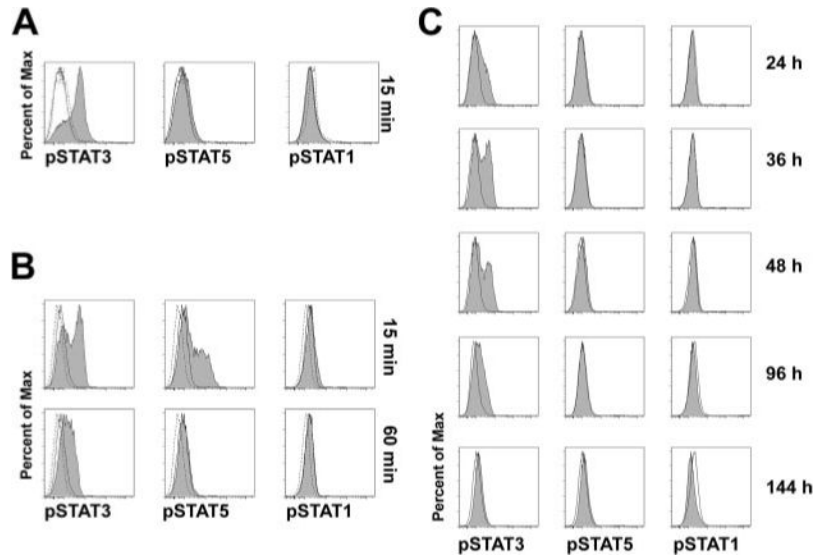 A
Percent of Max
15 min
pSTAT3 pSTAT5 pSTAT1
B
Percent of Max
15 min
60 min
pSTAT3 pSTAT5 pSTAT1
C
24 h
36 h
48 h
96 h
144 h
Percent of Max
pSTAT3 pSTAT5 pSTAT1